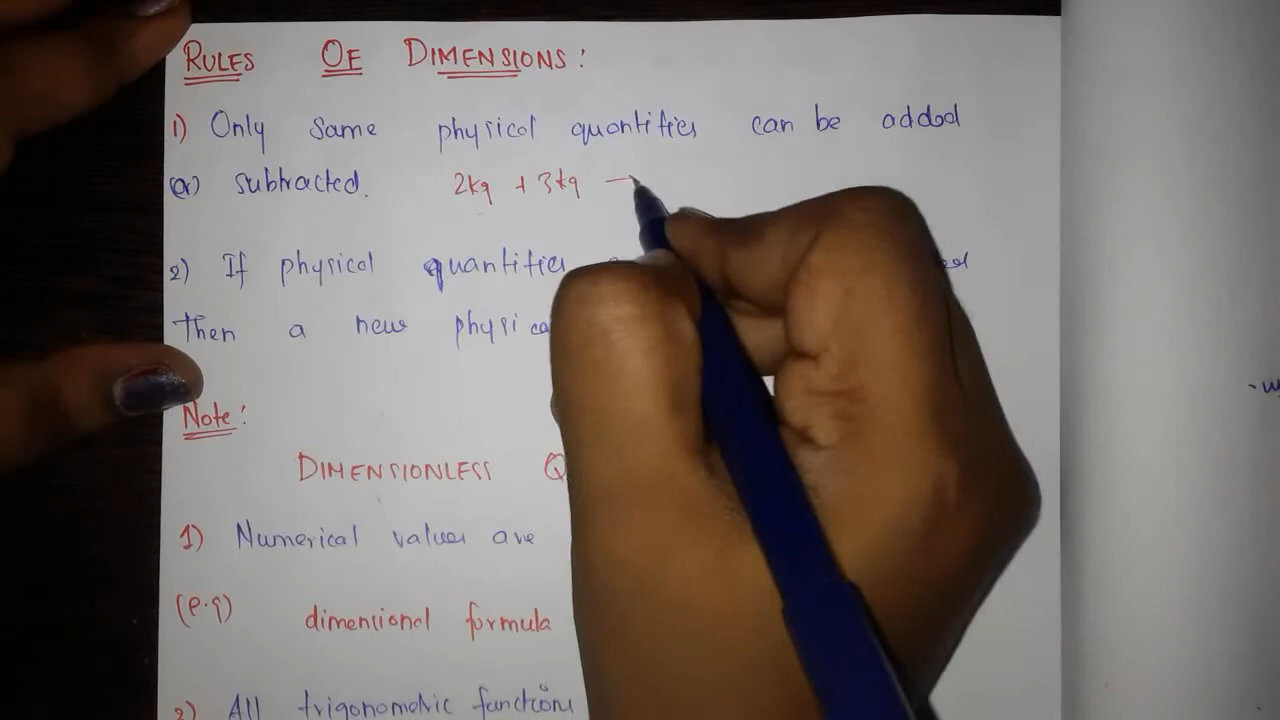 RULES OF DIMENSIONS :
1) Only same physical quantities can be added
(or) subtracted. 2kg + 3kg →
2) If physical quantities
Then a new physica
Note :
DIMENSIONLESS Q
1) Numerical values are
(e.g) dimensional formula
2) All trigonometric functions